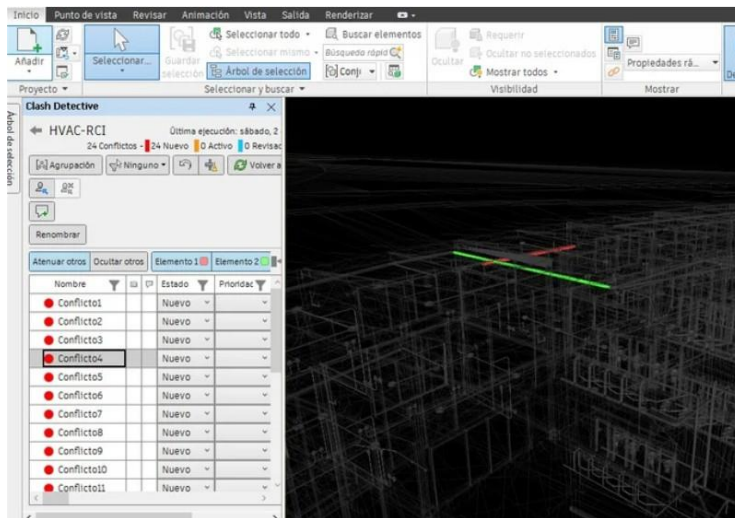 Inicio Punto de vista Revisar Animación Vista Salida Renderizar
Añadir
Seleccionar...
Guardar selección
Seleccionar todo
Seleccionar mismo
Árbol de selección
Buscar elementos
Búsqueda rápida
Conj
Ocultar
Requerir
Ocultar no seleccionados
Mostrar todos
Propiedades rá...
Proyecto
Seleccionar y buscar
Visibilidad
Mostrar
Árbol de selección
Clash Detective
HVAC-RCI
Última ejecución: sábado, 2
24 Conflictos - 24 Nuevo 0 Activo 0 Revisac
[A] Agrupación Ninguno Volver a
Renombrar
Atenuar otros Ocultar otros Elemento 1 Elemento 2
Nombre Estado Prioridac
Conflicto1 Nuevo
Conflicto2 Nuevo
Conflicto3 Nuevo
Conflicto4 Nuevo
Conflicto5 Nuevo
Conflicto6 Nuevo
Conflicto7 Nuevo
Conflicto8 Nuevo
Conflicto9 Nuevo
Conflicto10 Nuevo
Conflicto11 Nuevo